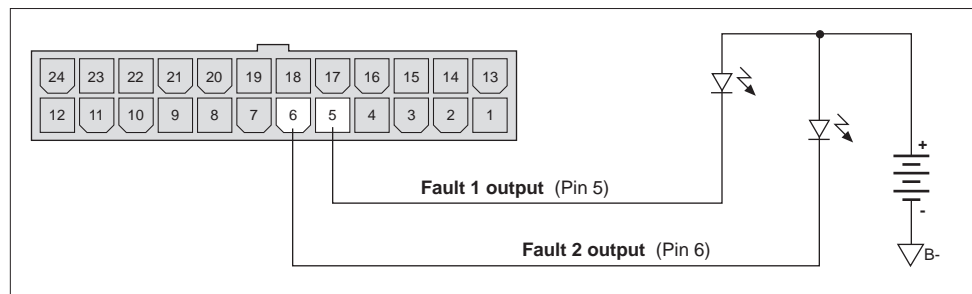 24 23 22 21 20 19 18 17 16 15 14 13
12 11 10 9 8 7 6 5 4 3 2 1
Fault 1 output (Pin 5)
Fault 2 output (Pin 6)
+
-
B-